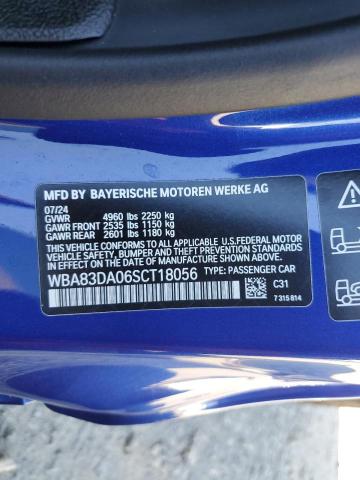 MFD BY BAYERISCHE MOTOREN WERKE AG
07/24
GVWR 4960 lbs 2250 kg
GAWR FRONT 2535 lbs 1150 kg
GAWR REAR 2601 lbs 1180 kg
THIS VEHICLE CONFORMS TO ALL APPLICABLE U.S. FEDERAL MOTOR
VEHICLE SAFETY, BUMPER, AND THEFT PREVENTION STANDARDS
IN EFFECT ON THE DATE OF MANUFACTURE SHOWN ABOVE.
WBA83DA06SCT18056 TYPE: PASSENGER CAR
C31
7 315 814